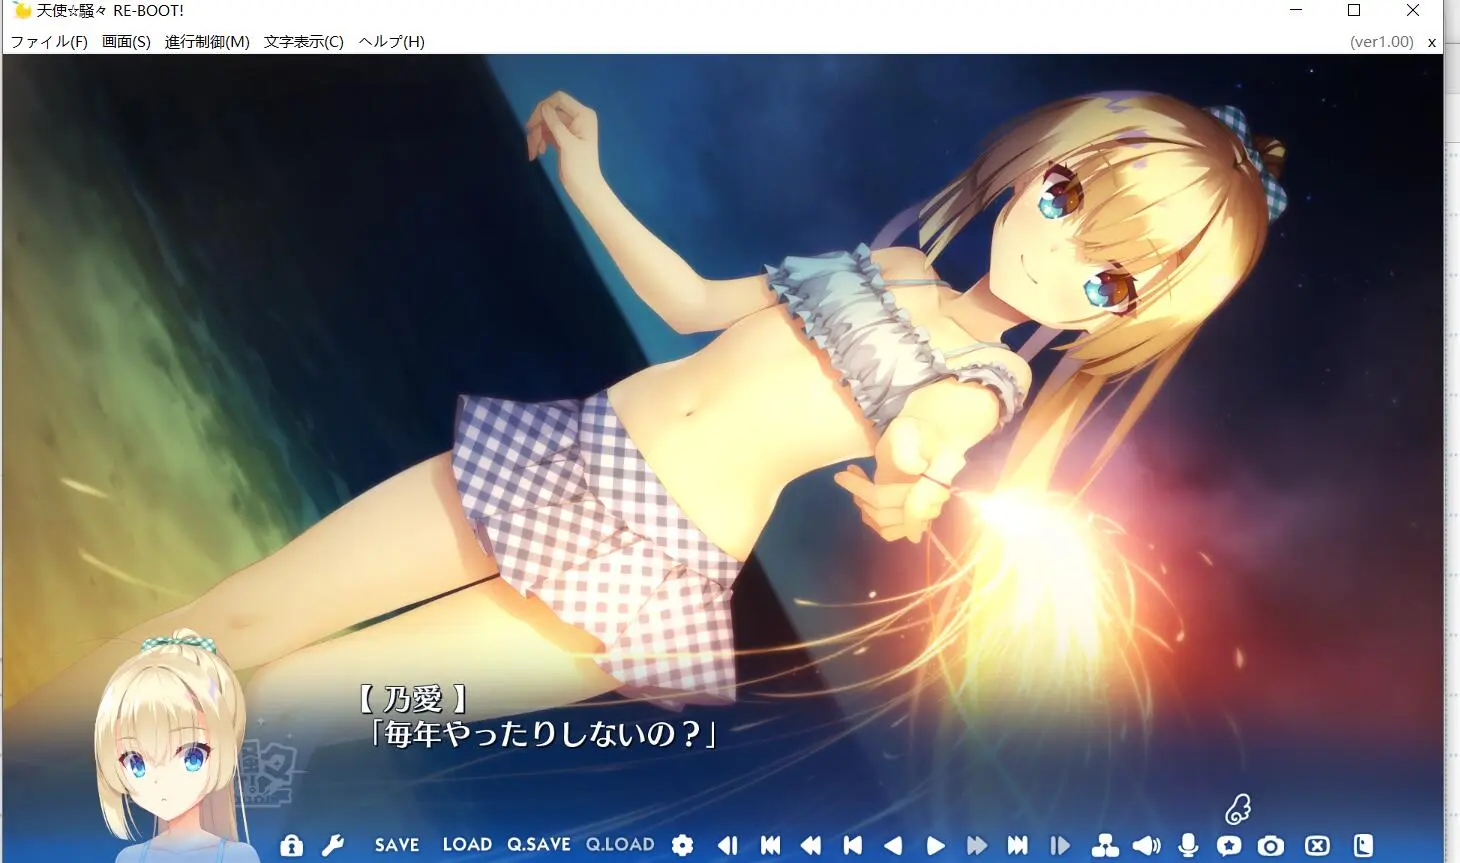 天使☆騒々 RE-BOOT!
ファイル(F) 画面(S) 進行制御(M) 文字表示(C) ヘルプ(H) (ver1.00) x
【 乃愛 】
「毎年やったりしないの？」
SAVE LOAD Q.SAVE Q.LOAD